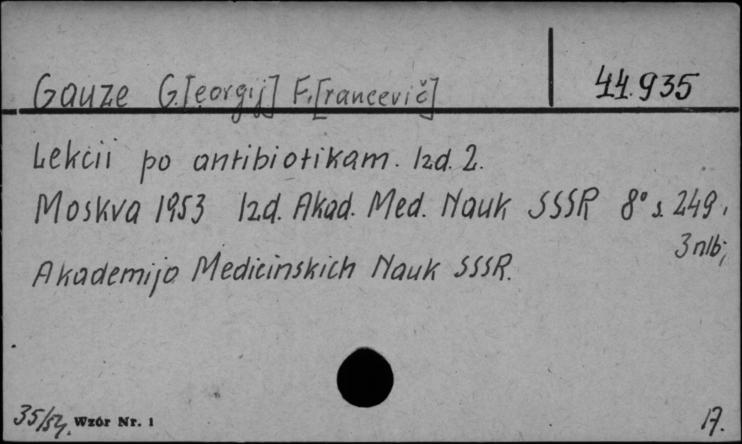 Gauze G.[eorgij] F.[rancevič] 44.935
Lekcii po antibiotikam. Izd. 2.
Moskva 1953 Izd. Akad. Med. Nauk SSSR 8° s. 249,
3 nlb;
Akademija Medicinskich Nauk SSSR.
35/54. Wzór Nr. 1 17.